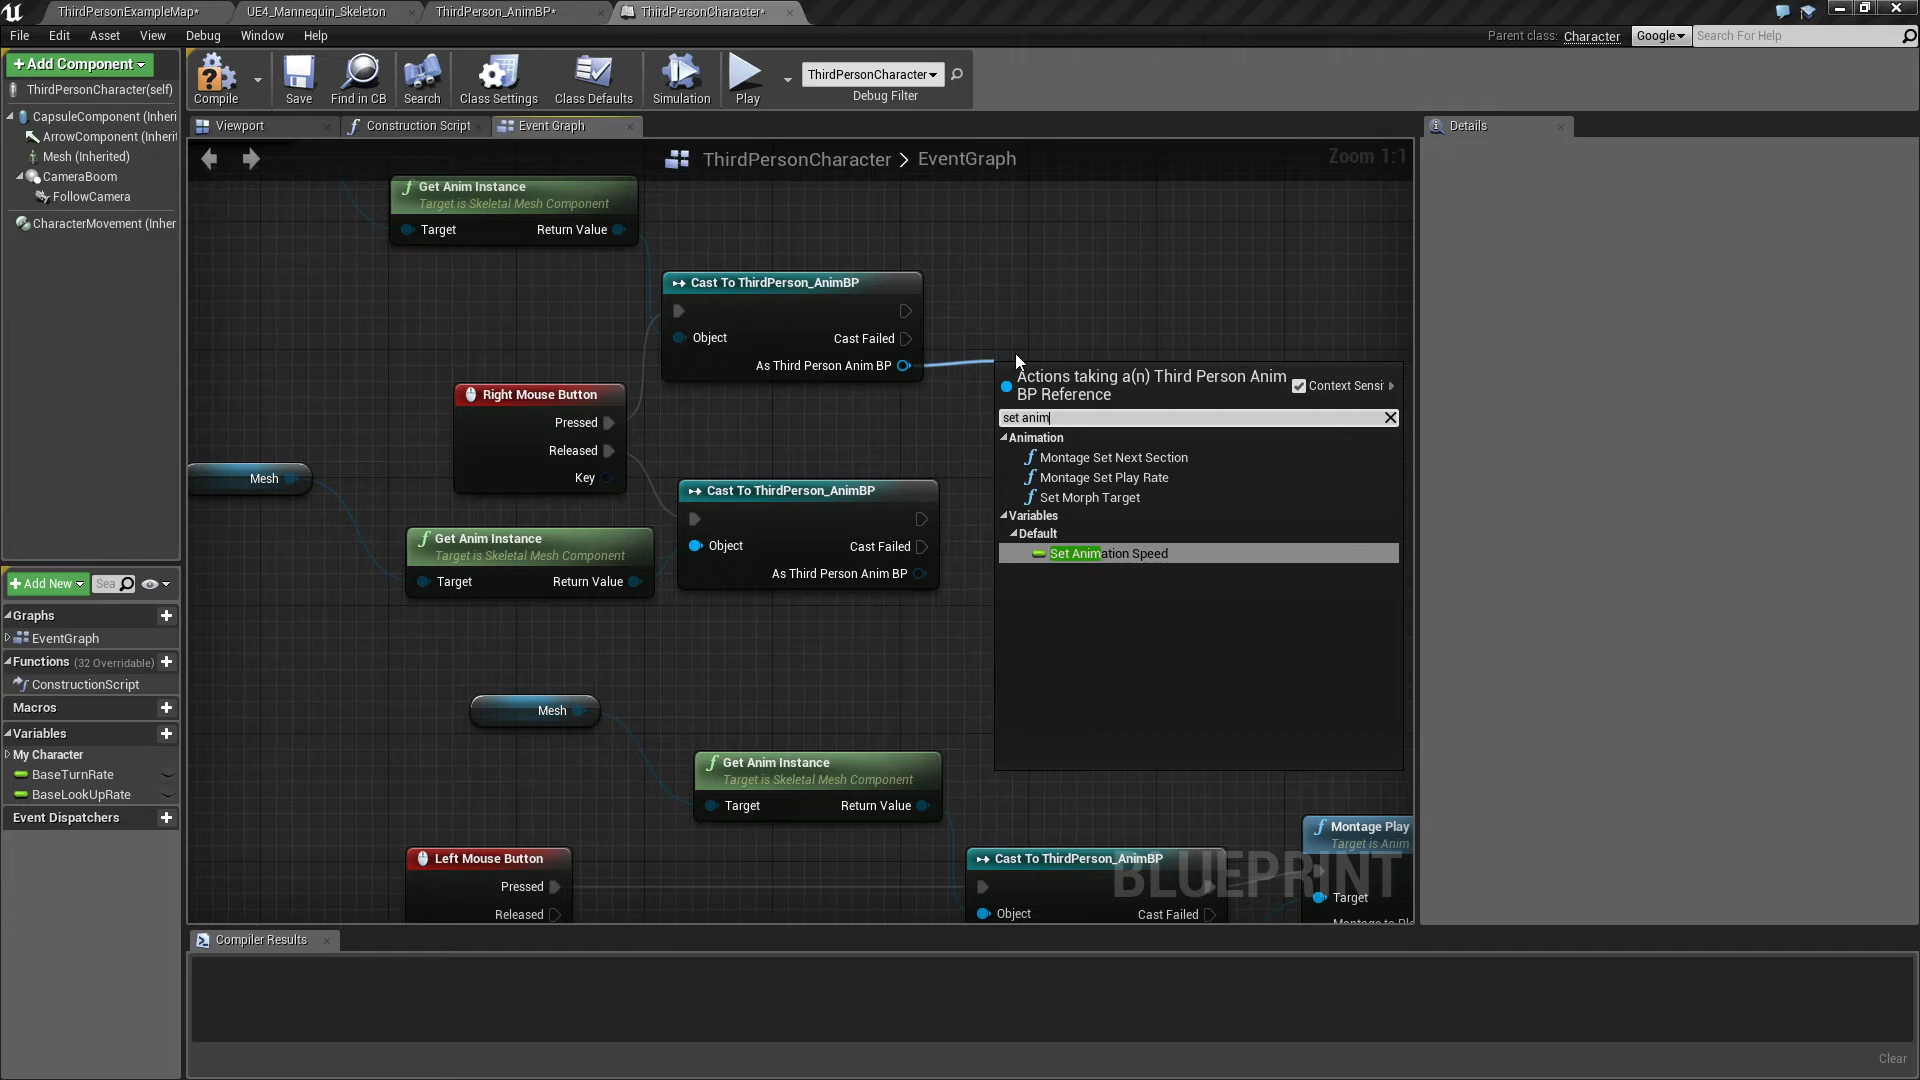 ThirdPersonExampleMap*
UE4_Mannequin_Skeleton
ThirdPerson_AnimBP*
ThirdPersonCharacter*
File Edit Asset View Debug Window Help
Parent class: Character
Google
Search For Help
+Add Component
ThirdPersonCharacter(self)
CapsuleComponent (Inheri
ArrowComponent (Inherit
Mesh (Inherited)
CameraBoom
FollowCamera
CharacterMovement (Inher
Compile
Save
Find in CB
Search
Class Settings
Class Defaults
Simulation
Play
ThirdPersonCharacter
Debug Filter
Viewport
Construction Script
Event Graph
Details
ThirdPersonCharacter > EventGraph
Zoom 1:1
Get Anim Instance
Target is Skeletal Mesh Component
Target Return Value
Cast To ThirdPerson_AnimBP
Object Cast Failed
As Third Person Anim BP
Right Mouse Button
Pressed
Released
Key
Mesh
Get Anim Instance
Target is Skeletal Mesh Component
Target Return Value
Cast To ThirdPerson_AnimBP
Object Cast Failed
As Third Person Anim BP
Actions taking a(n) Third Person Anim
BP Reference
Context Sensi
set anim
Animation
Montage Set Next Section
Montage Set Play Rate
Set Morph Target
Variables
Default
Set Animation Speed
Mesh
Get Anim Instance
Target is Skeletal Mesh Component
Target Return Value
Left Mouse Button
Pressed
Released
Cast To ThirdPerson_AnimBP
Object Cast Failed
Montage Play
Target is Anim
Target
BLUEPRINT
+Add New
Sea
Graphs
EventGraph
Functions (32 Overridable)
ConstructionScript
Macros
Variables
My Character
BaseTurnRate
BaseLookUpRate
Event Dispatchers
Compiler Results
Clear